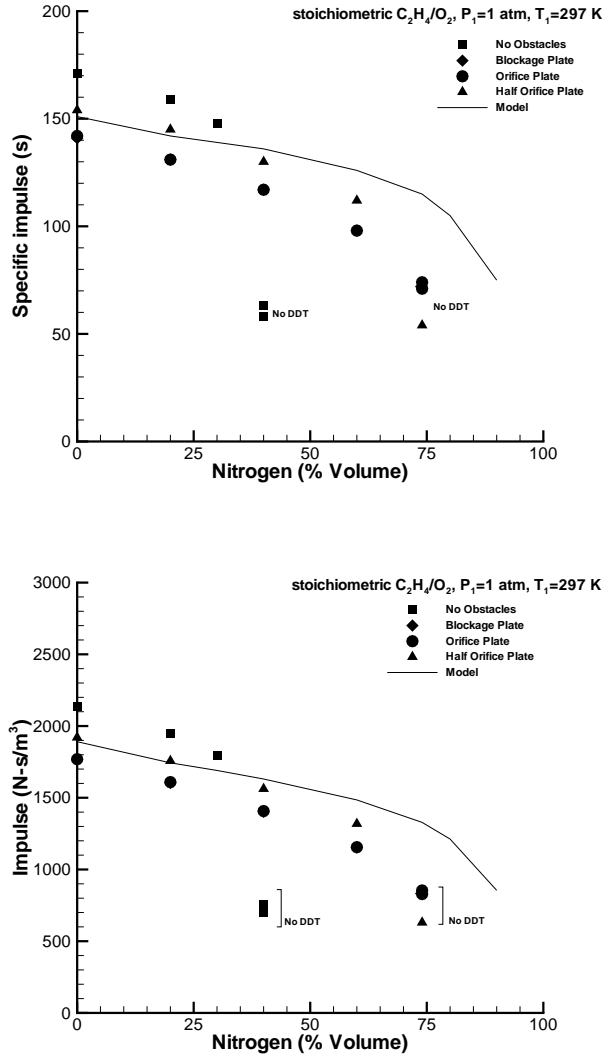 stoichiometric C₂H₄/O₂, P₁=1 atm, T₁=297 K
No Obstacles
Blockage Plate
Orifice Plate
Half Orifice Plate
Model
200
150
100
50
0
Specific impulse (s)
No DDT
No DDT
0
25
50
75
100
Nitrogen (% Volume)
stoichiometric C₂H₄/O₂, P₁=1 atm, T₁=297 K
No Obstacles
Blockage Plate
Orifice Plate
Half Orifice Plate
Model
3000
2500
2000
1500
1000
500
0
Impulse (N-s/m³)
No DDT
No DDT
0
25
50
75
100
Nitrogen (% Volume)